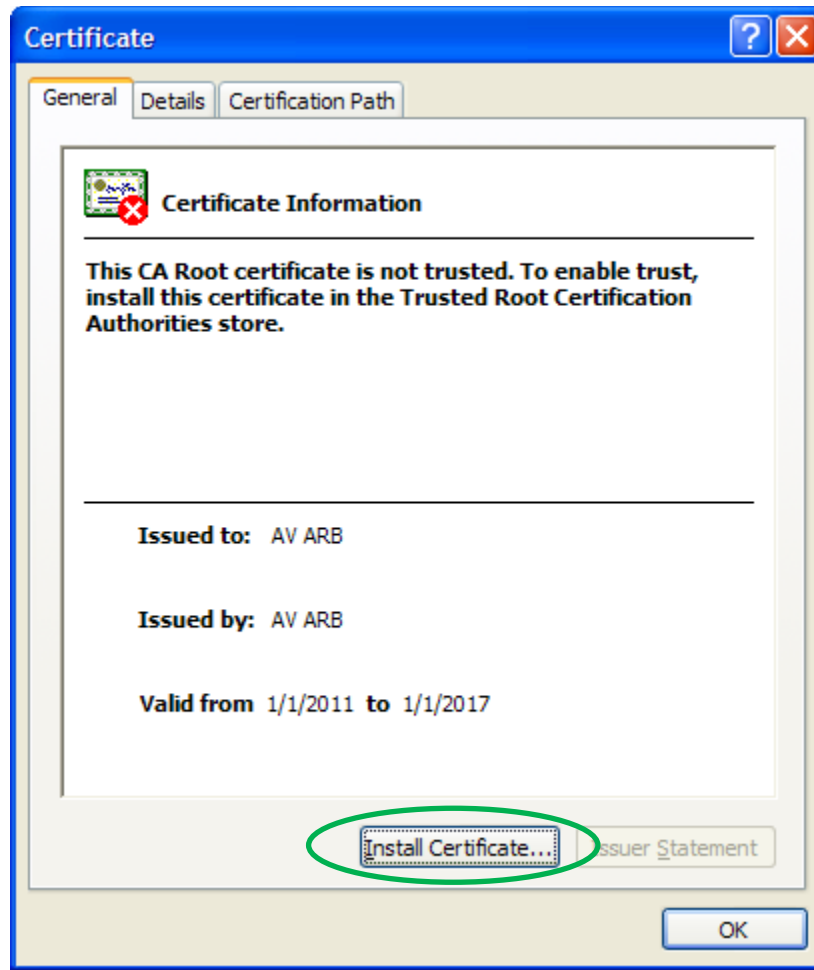 Certificate
General Details Certification Path
Certificate Information
This CA Root certificate is not trusted. To enable trust,
install this certificate in the Trusted Root Certification
Authorities store.
Issued to: AV ARB
Issued by: AV ARB
Valid from 1/1/2011 to 1/1/2017
Install Certificate... Issuer Statement
OK